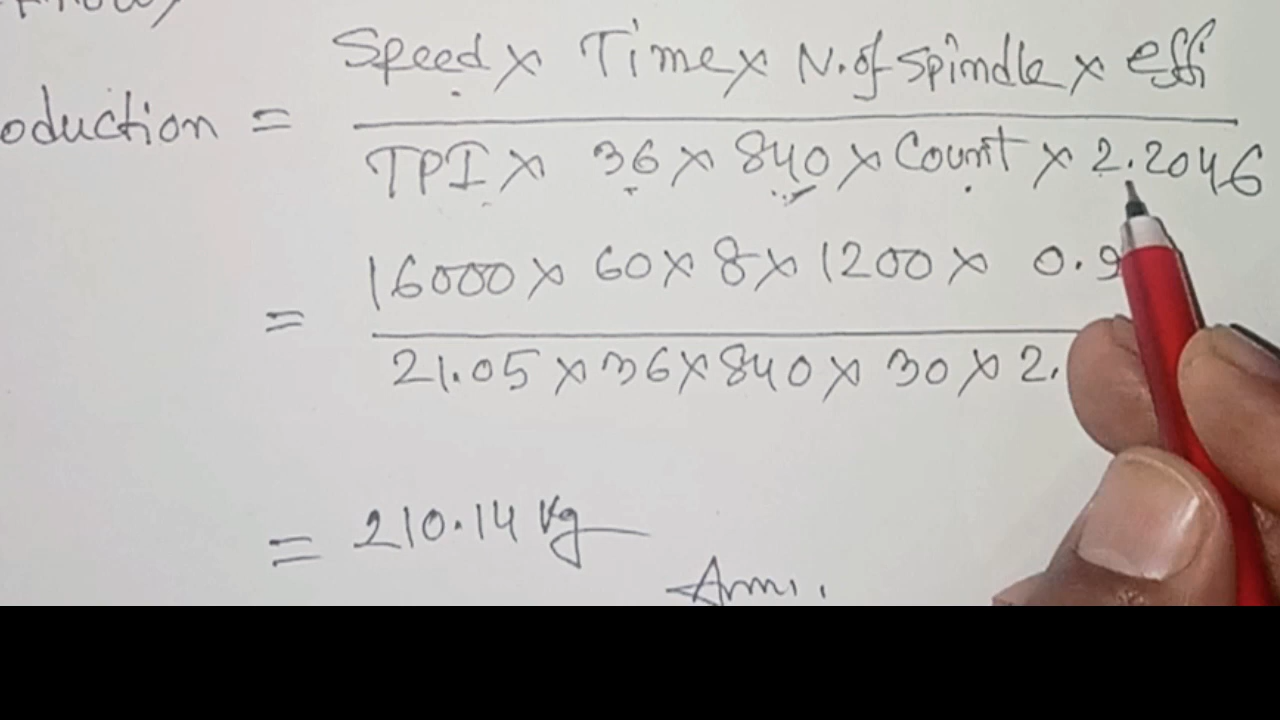 oduction = Speed x Time x N.of spindle x effi
TPI x 36 x 840 x Count x 2.2046
= 16000 x 60 x 8 x 1200 x 0.9
21.05 x 36 x 840 x 30 x 2.
= 210.14 kg